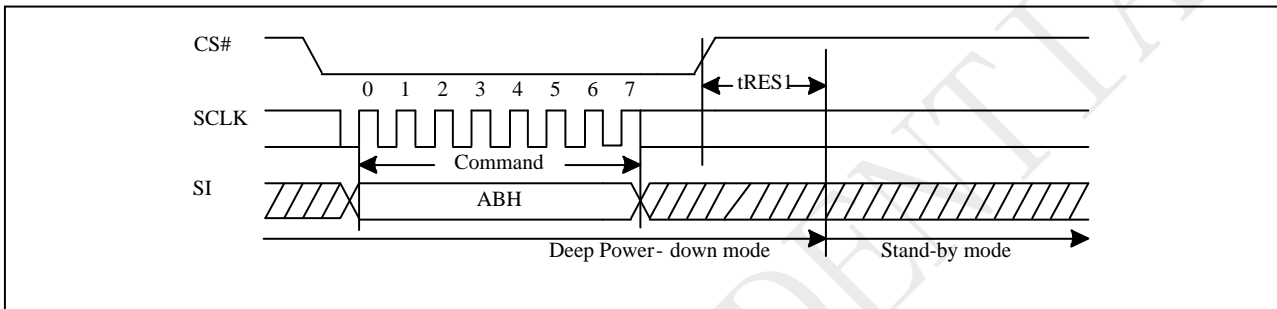 CS#
tRES1
0 1 2 3 4 5 6 7
SCLK
Command
SI
ABH
Deep Power- down mode Stand-by mode
DENTIA